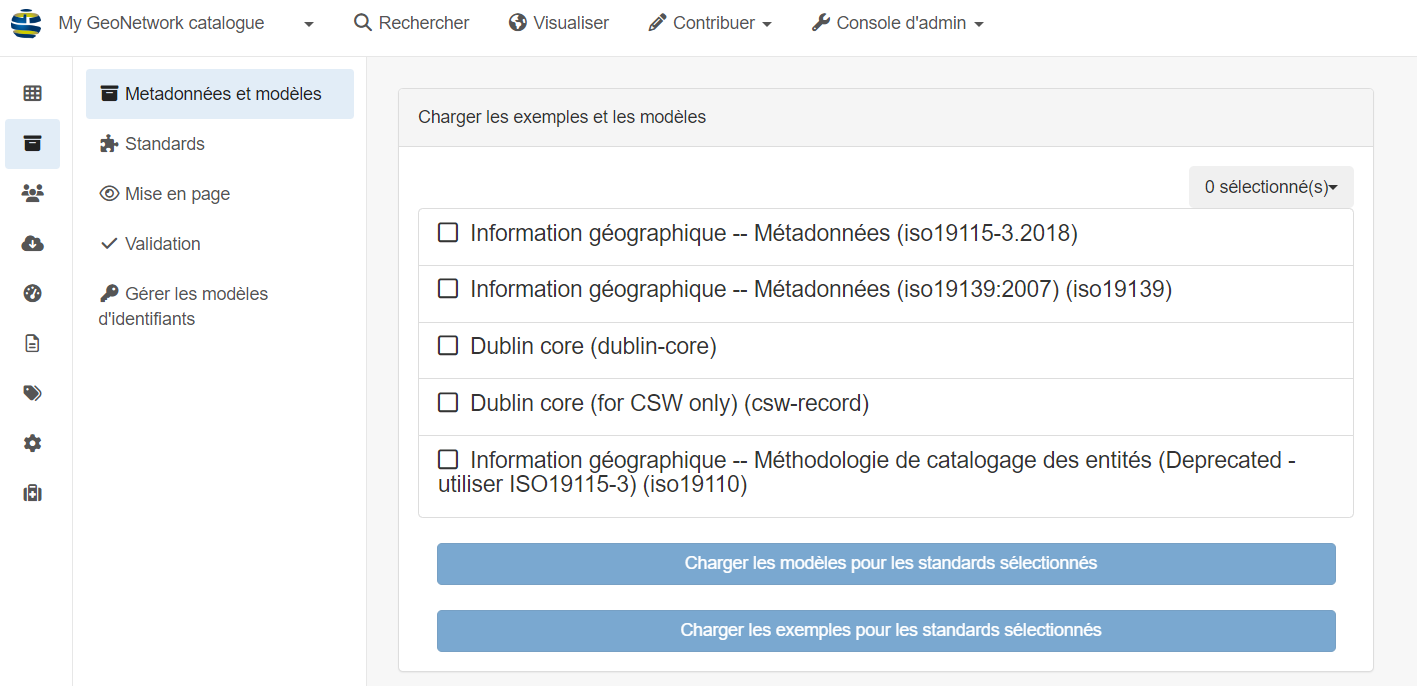 My GeoNetwork catalogue
Rechercher
Visualiser
Contribuer
Console d'admin
Metadonnées et modèles
Standards
Mise en page
Validation
Gérer les modèles
d'identifiants
Charger les exemples et les modèles
0 sélectionné(s)
Information géographique -- Métadonnées (iso19115-3.2018)
Information géographique -- Métadonnées (iso19139:2007) (iso19139)
Dublin core (dublin-core)
Dublin core (for CSW only) (csw-record)
Information géographique -- Méthodologie de catalogage des entités (Deprecated -
utiliser ISO19115-3) (iso19110)
Charger les modèles pour les standards sélectionnés
Charger les exemples pour les standards sélectionnés